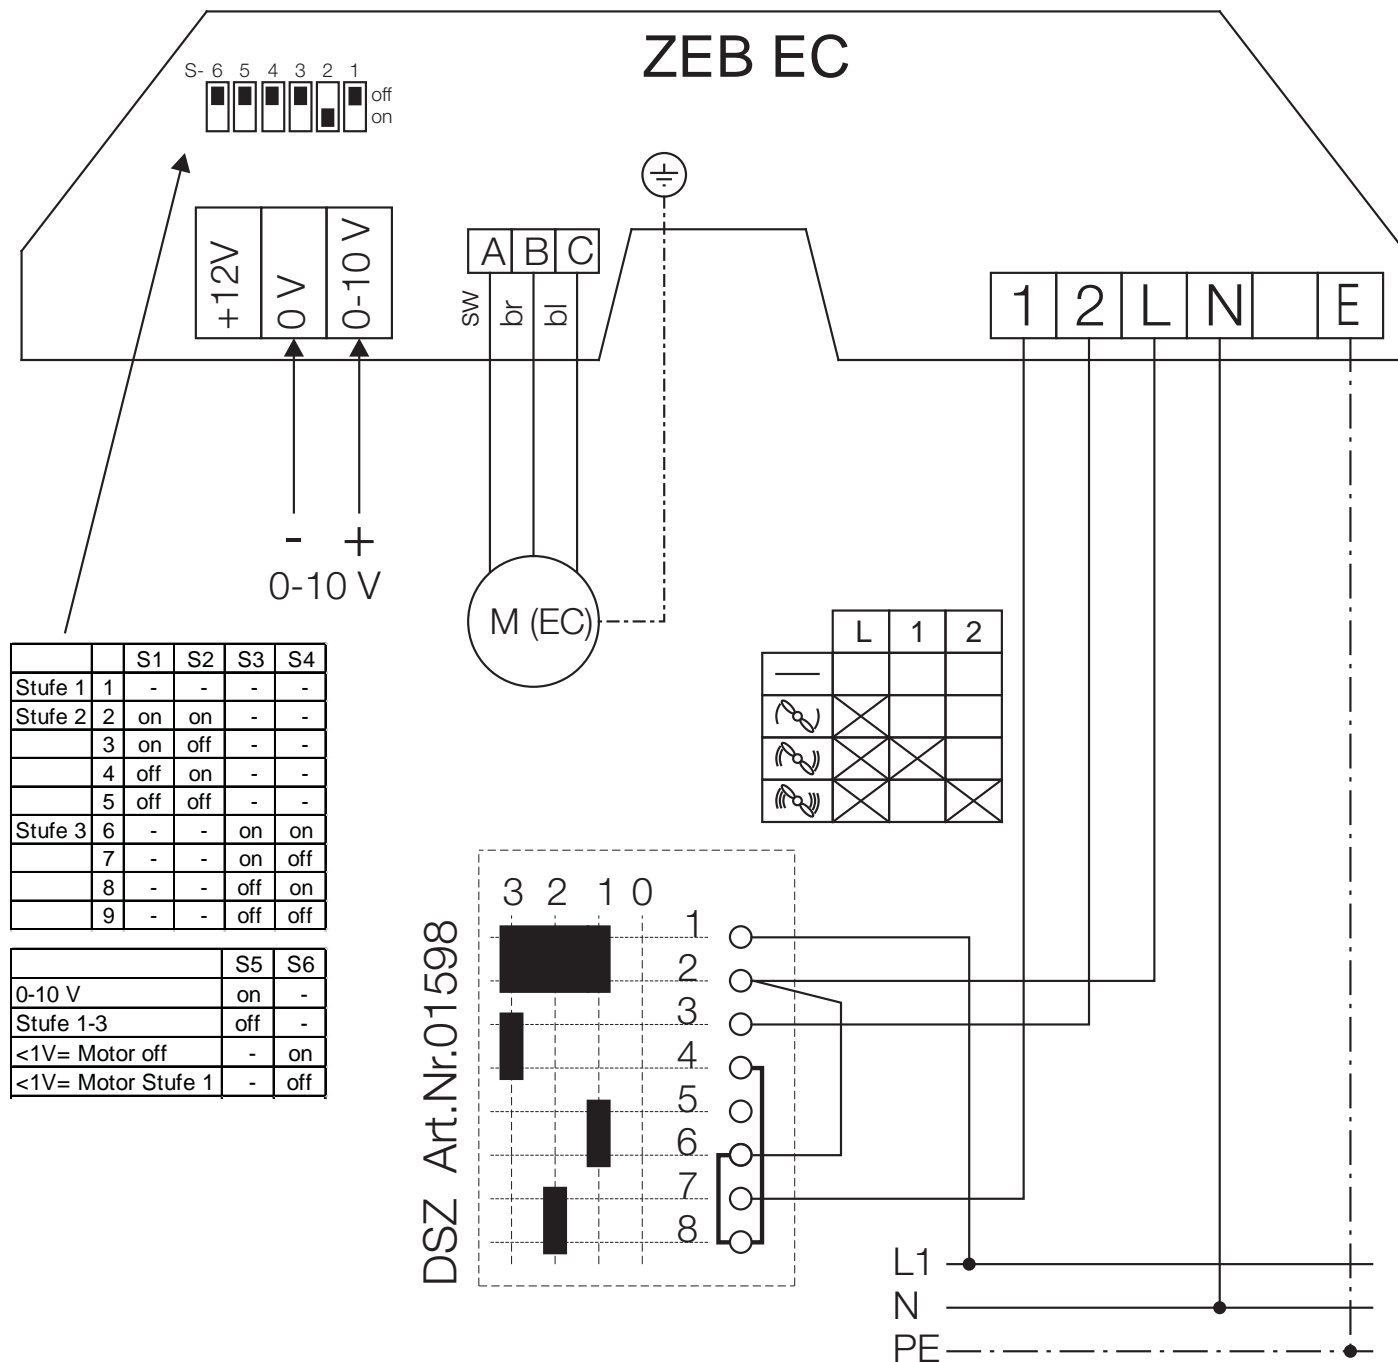 ZEB EC
S- 6 5 4 3 2 1
off
on
+12V
0 V
0-10 V
A B C
sw
br
bl
1 2 L N E
- +
0-10 V
M (EC)
L 1 2
S1 S2 S3 S4
Stufe 1 1 - - - -
Stufe 2 2 on on - -
3 on off - -
4 off on - -
5 off off - -
Stufe 3 6 - - on on
7 - - on off
8 - - off on
9 - - off off
S5 S6
0-10 V on -
Stufe 1-3 off -
<1V= Motor off - on
<1V= Motor Stufe 1 - off
DSZ Art.Nr.01598
3 2 1 0
1
2
3
4
5
6
7
8
L1
N
PE